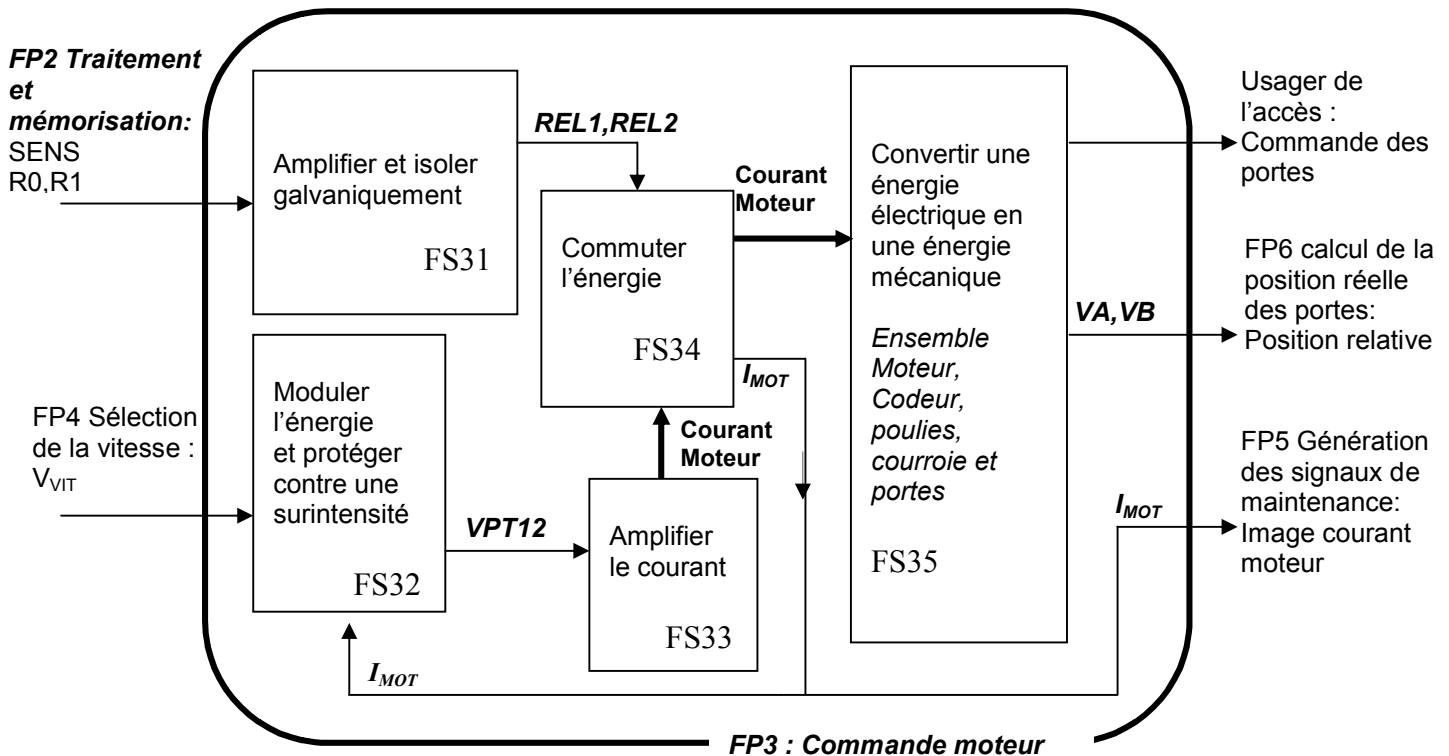 FP2 Traitement
et
mémorisation:
SENS
R0,R1
Amplifier et isoler
galvaniquement
FS31
REL1,REL2
Commuter
l'énergie
FS34
Courant
Moteur
Convertir une
énergie
électrique en
une énergie
mécanique
Ensemble
Moteur,
Codeur,
poulies,
courroie et
portes
FS35
Usager de
l'accès :
Commande des
portes
VA,VB
FP6 calcul de la
position réelle
des portes:
Position relative
FP4 Sélection
de la vitesse :
VVIT
Moduler
l'énergie
et protéger
contre une
surintensité
FS32
VPT12
Amplifier
le courant
FS33
Courant
Moteur
IMOT
IMOT
IMOT
FP5 Génération
des signaux de
maintenance:
Image courant
moteur
FP3 : Commande moteur